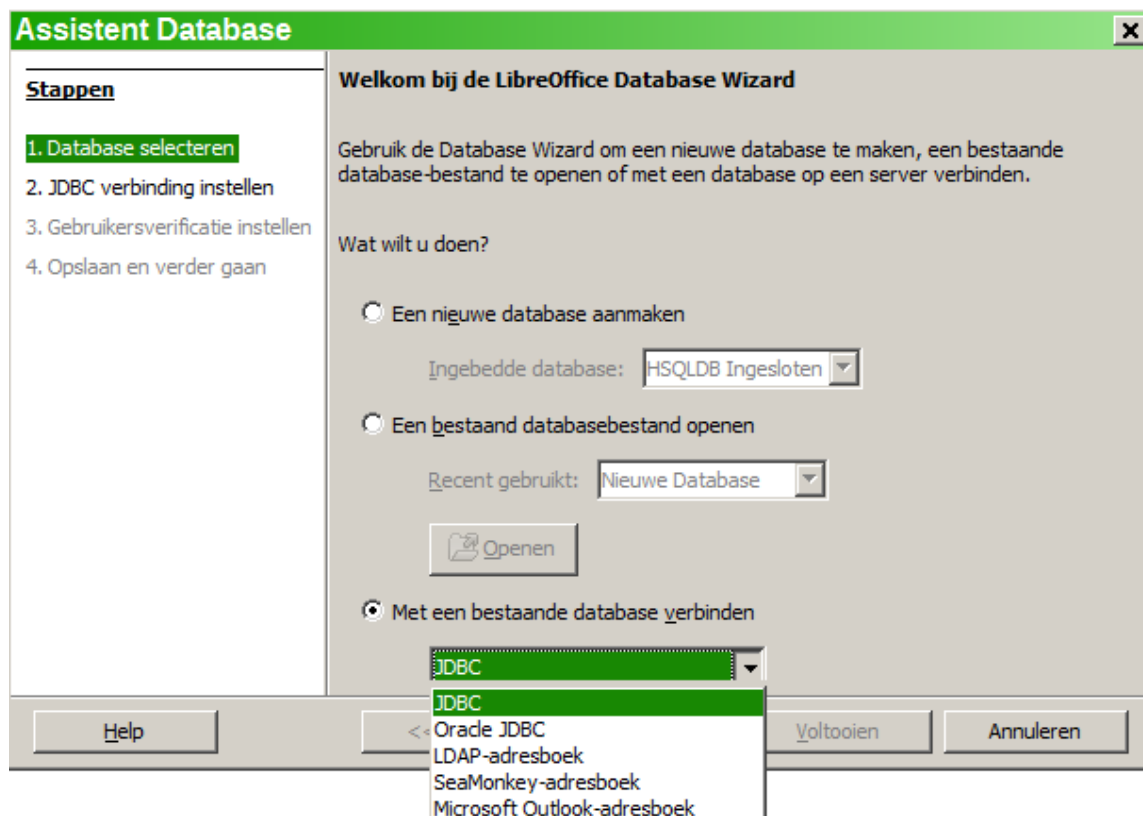 Assistent Database
Stappen
1. Database selecteren
2. JDBC verbinding instellen
3. Gebruikersverificatie instellen
4. Opslaan en verder gaan
Welkom bij de LibreOffice Database Wizard
Gebruik de Database Wizard om een nieuwe database te maken, een bestaande
database-bestand te openen of met een database op een server verbinden.
Wat wilt u doen?
Een nieuwe database aanmaken
Ingebedde database: HSQLDB Ingesloten
Een bestaand databasebestand openen
Recent gebruikt: Nieuwe Database
Openen
Met een bestaande database verbinden
JDBC
JDBC
Oracle JDBC
LDAP-adresboek
SeaMonkey-adresboek
Microsoft Outlook-adresboek
Help
Voltooien
Annuleren